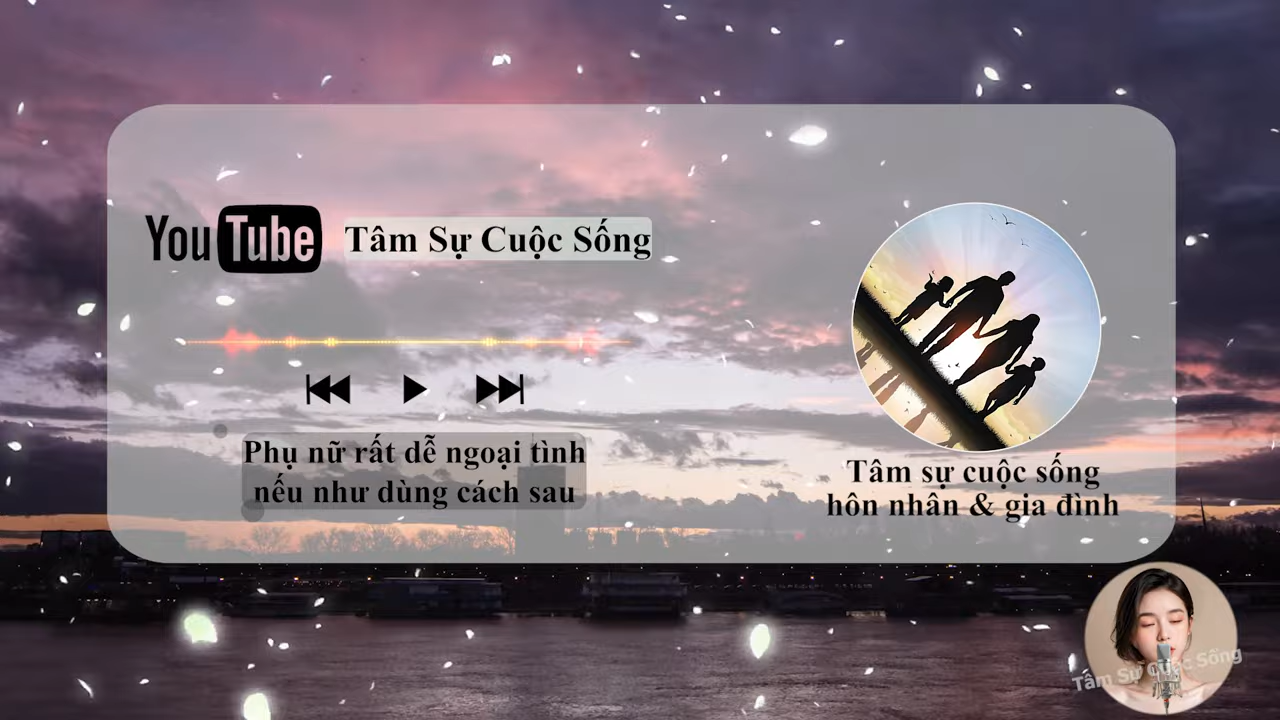 YouTube
Tâm Sự Cuộc Sống
Phụ nữ rất dễ ngoại tình
nếu như dùng cách sau
Tâm sự cuộc sống
hôn nhân & gia đình
Tâm Sự Cuộc Sống